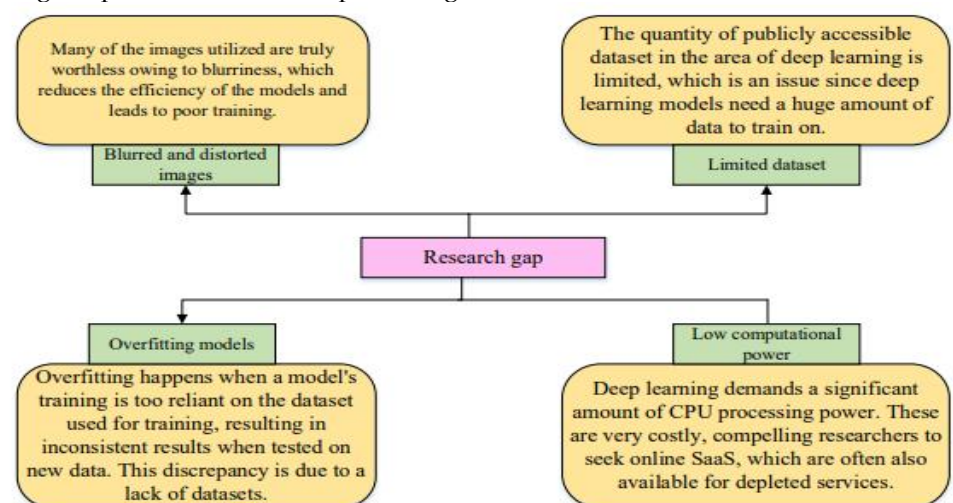 Many of the images utilized are truly
worthless owing to blurriness, which
reduces the efficiency of the models and
leads to poor training.
Blurred and distorted
images
The quantity of publicly accessible
dataset in the area of deep learning is
limited, which is an issue since deep
learning models need a huge amount of
data to train on.
Limited dataset
Research gap
Overfitting models
Overfitting happens when a model's
training is too reliant on the dataset
used for training, resulting in
inconsistent results when tested on
new data. This discrepancy is due to a
lack of datasets.
Low computational
power
Deep learning demands a significant
amount of CPU processing power. These
are very costly, compelling researchers to
seek online SaaS, which are often also
available for depleted services.